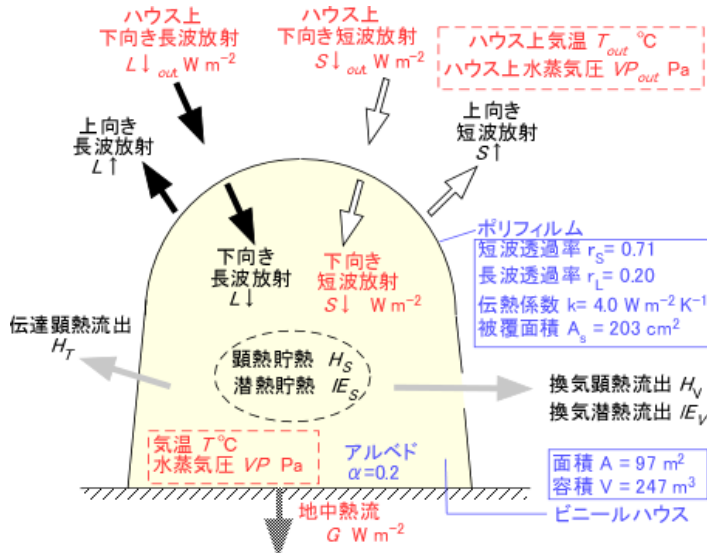 ハウス上
下向き長波放射
L↓out W m−2
ハウス上
下向き短波放射
S↓out W m−2
ハウス上気温 Tout ℃
ハウス上水蒸気圧 VPout Pa
上向き
長波放射
L↑
上向き
短波放射
S↑
下向き
長波放射
L↓
下向き
短波放射
S↓ W m−2
ポリフィルム
短波透過率 rS= 0.71
長波透過率 rL= 0.20
伝熱係数 k= 4.0 W m−2 K−1
被覆面積 As = 203 cm2
伝達顕熱流出
HT
顕熱貯熱 HS
潜熱貯熱 lES
換気顕熱流出 HV
換気潜熱流出 lEV
気温 T℃
水蒸気圧 VP Pa
アルベド
α=0.2
面積 A = 97 m2
容積 V = 247 m3
ビニールハウス
地中熱流
G W m−2